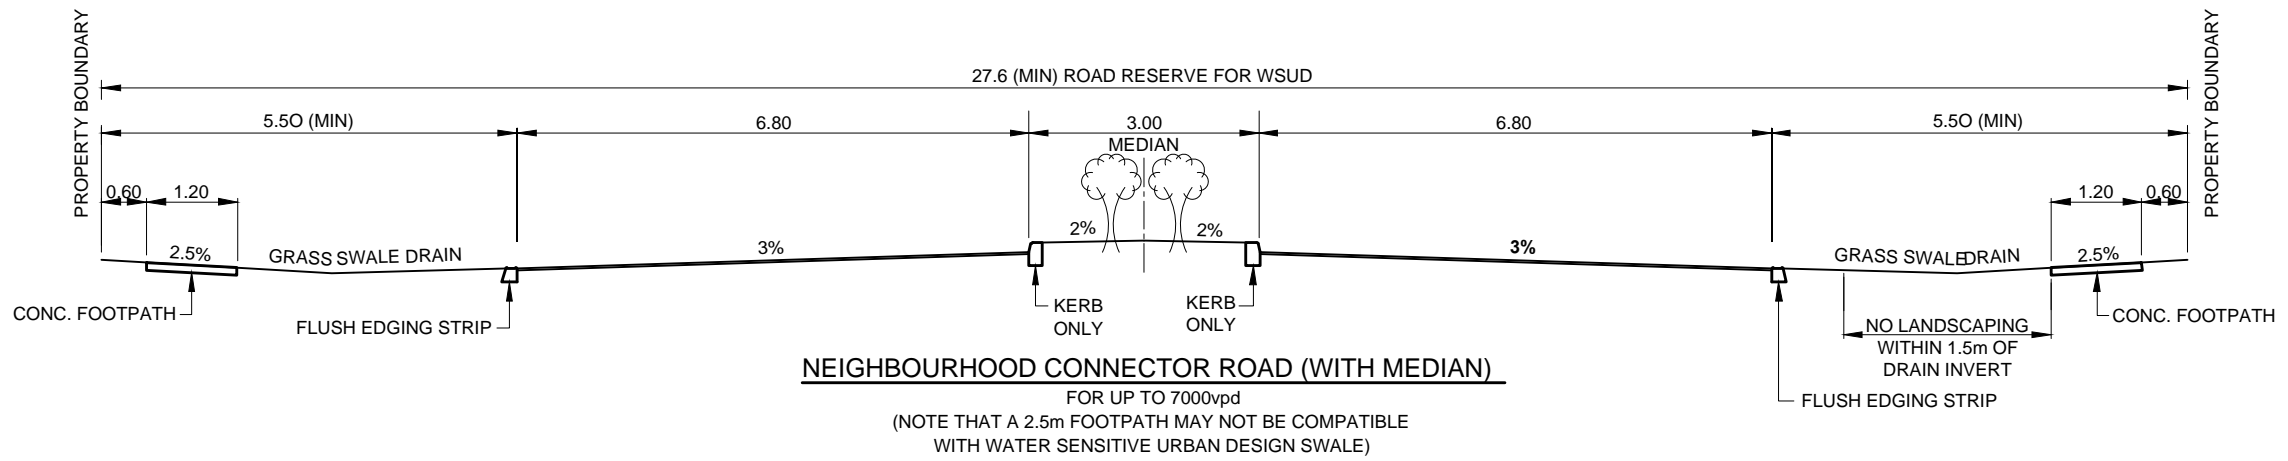 PROPERTY BOUNDARY
PROPERTY BOUNDARY
27.6 (MIN) ROAD RESERVE FOR WSUD
5.5O (MIN)
6.80
3.00
6.80
5.5O (MIN)
MEDIAN
0.60
1.20
1.20
0.60
2.5%
GRASS SWALE DRAIN
3%
2%
2%
3%
GRASS SWALE DRAIN
2.5%
CONC. FOOTPATH
FLUSH EDGING STRIP
KERB
ONLY
KERB
ONLY
NO LANDSCAPING
WITHIN 1.5m OF
DRAIN INVERT
CONC. FOOTPATH
FLUSH EDGING STRIP
NEIGHBOURHOOD CONNECTOR ROAD (WITH MEDIAN)
FOR UP TO 7000vpd
(NOTE THAT A 2.5m FOOTPATH MAY NOT BE COMPATIBLE
WITH WATER SENSITIVE URBAN DESIGN SWALE)